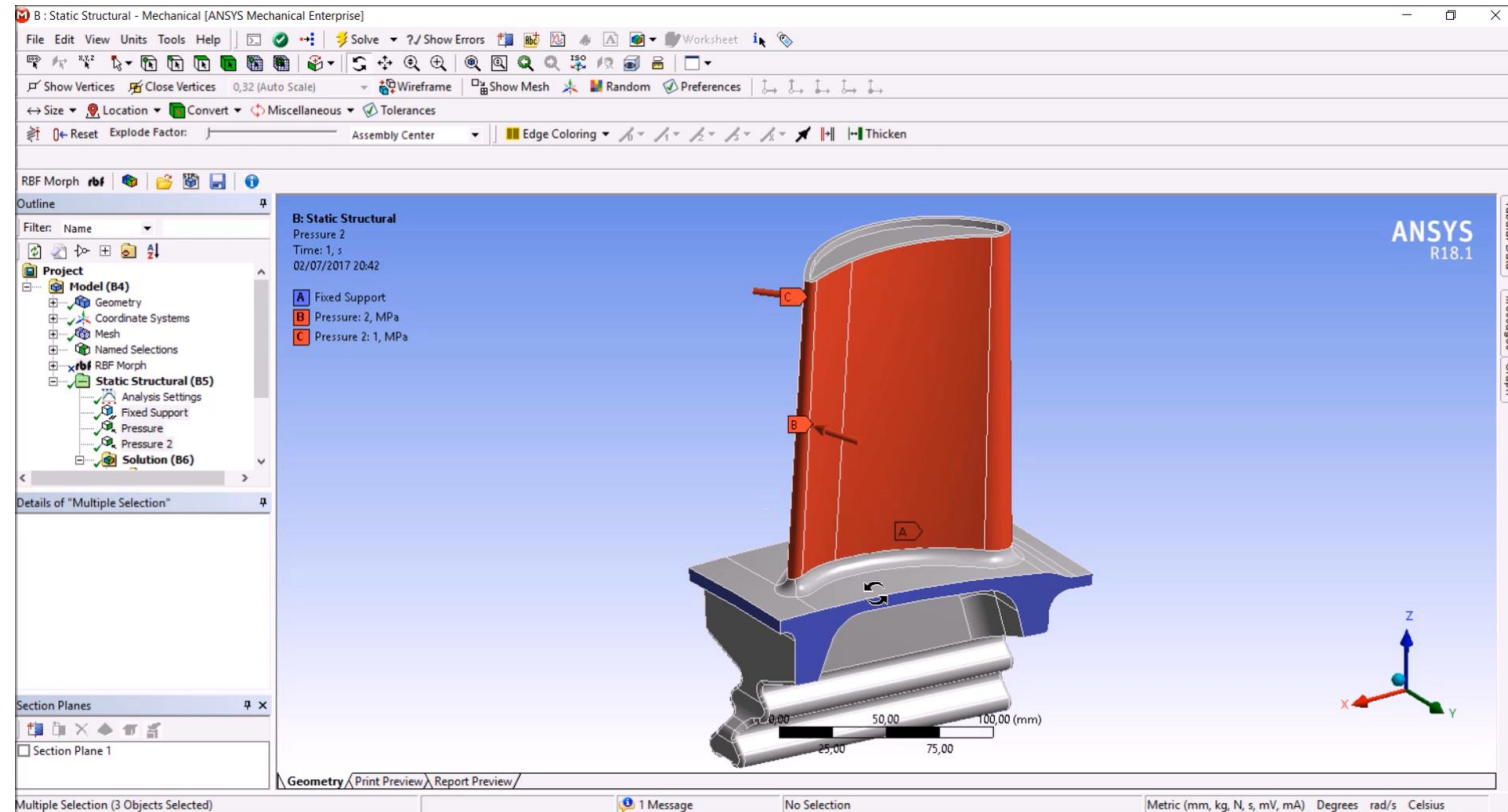 B : Static Structural - Mechanical [ANSYS Mechanical Enterprise]
File Edit View Units Tools Help Solve ?✓ Show Errors Worksheet
Show Vertices Close Vertices 0,32 (Auto Scale) Wireframe Show Mesh Random Preferences
Size Location Convert Miscellaneous Tolerances
Reset Explode Factor: Assembly Center Edge Coloring Thicken
RBF Morph rbf
Outline
Filter: Name
Project
Model (B4)
Geometry
Coordinate Systems
Mesh
Named Selections
rbf RBF Morph
Static Structural (B5)
Analysis Settings
Fixed Support
Pressure
Pressure 2
Solution (B6)
Details of "Multiple Selection"
Section Planes
Section Plane 1
B: Static Structural
Pressure 2
Time: 1, s
02/07/2017 20:42
A Fixed Support
B Pressure: 2, MPa
C Pressure 2: 1, MPa
ANSYS
R18.1
C
B
A
0,00 50,00 100,00 (mm)
25,00 75,00
Z
X
Y
Geometry Print Preview Report Preview
Multiple Selection (3 Objects Selected) 1 Message No Selection Metric (mm, kg, N, s, mV, mA) Degrees rad/s Celsius